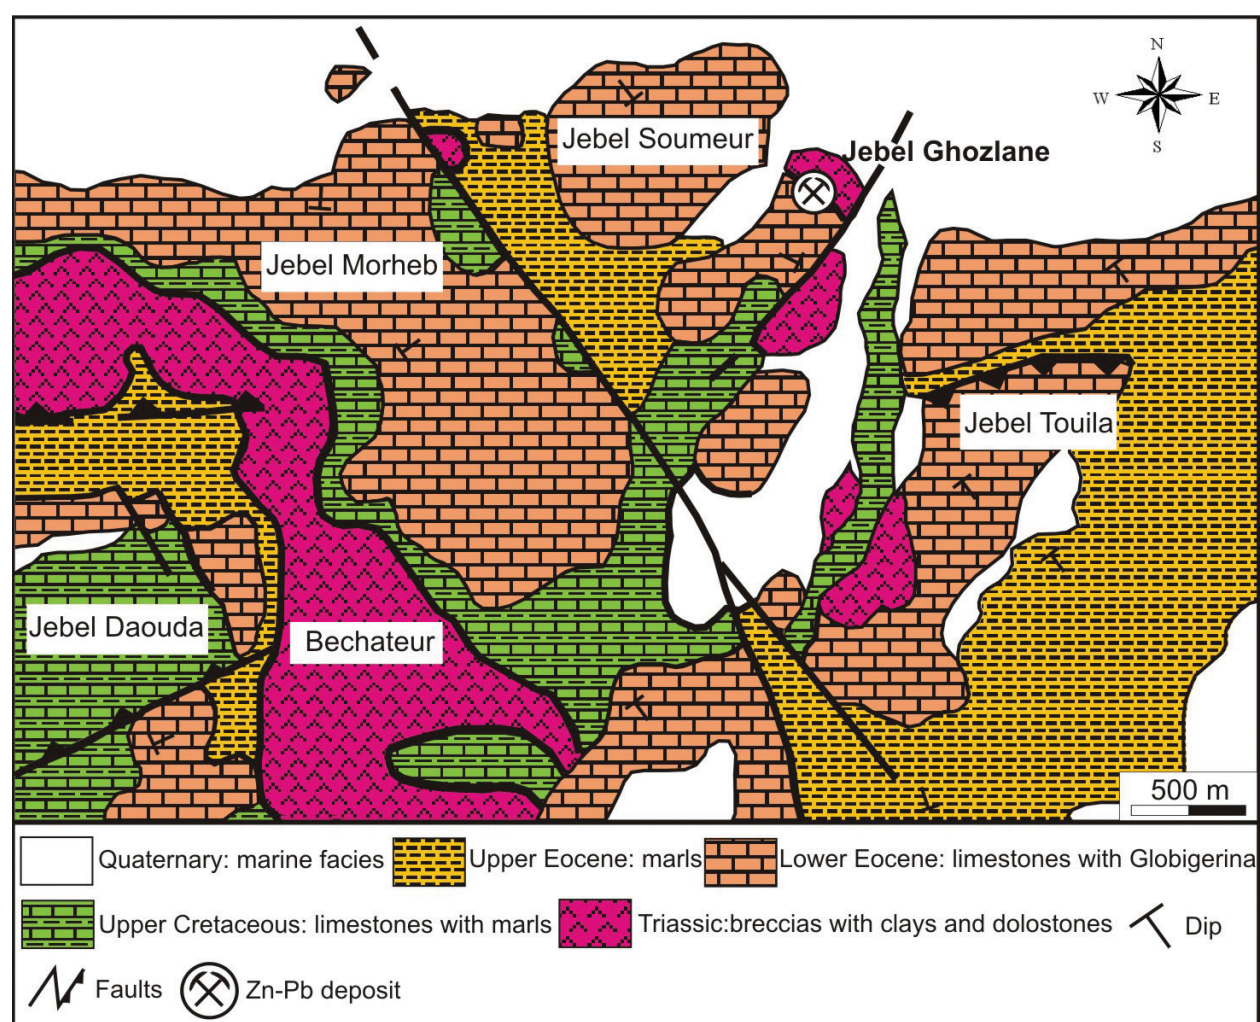 N
W E
S
Jebel Soumeur
Jebel Ghozlane
Jebel Morheb
Jebel Touila
Jebel Daouda
Bechateur
500 m
Quaternary: marine facies
Upper Eocene: marls
Lower Eocene: limestones with Globigerina
Upper Cretaceous: limestones with marls
Triassic:breccias with clays and dolostones
Dip
Faults
Zn-Pb deposit